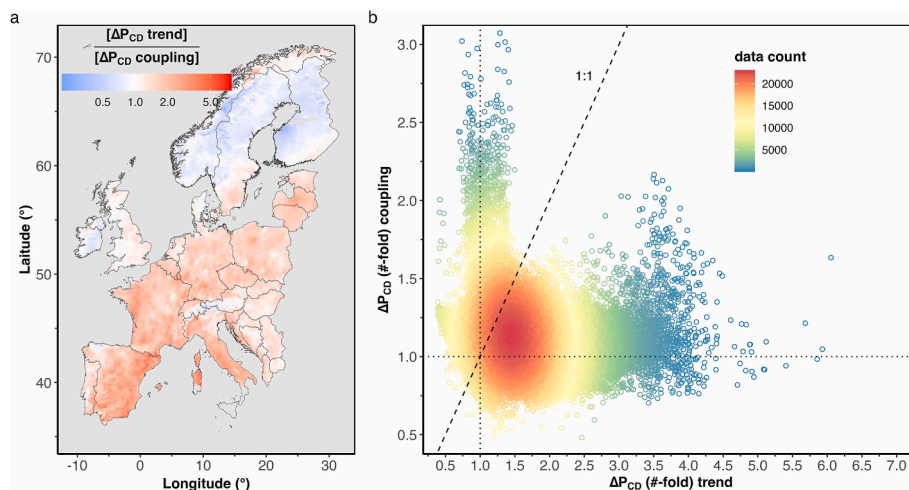 a
[ΔPCD trend]
[ΔPCD coupling]
0.5 1.0 2.0 5.0
70
60
50
40
Laitude (°)
-10 0 10 20 30
Longitude (°)
b
3.0
2.5
2.0
1.5
1.0
0.5
ΔPCD (#-fold) coupling
1:1
data count
20000
15000
10000
5000
0.5 1.0 1.5 2.0 2.5 3.0 3.5 4.0 4.5 5.0 5.5 6.0 6.5 7.0
ΔPCD (#-fold) trend